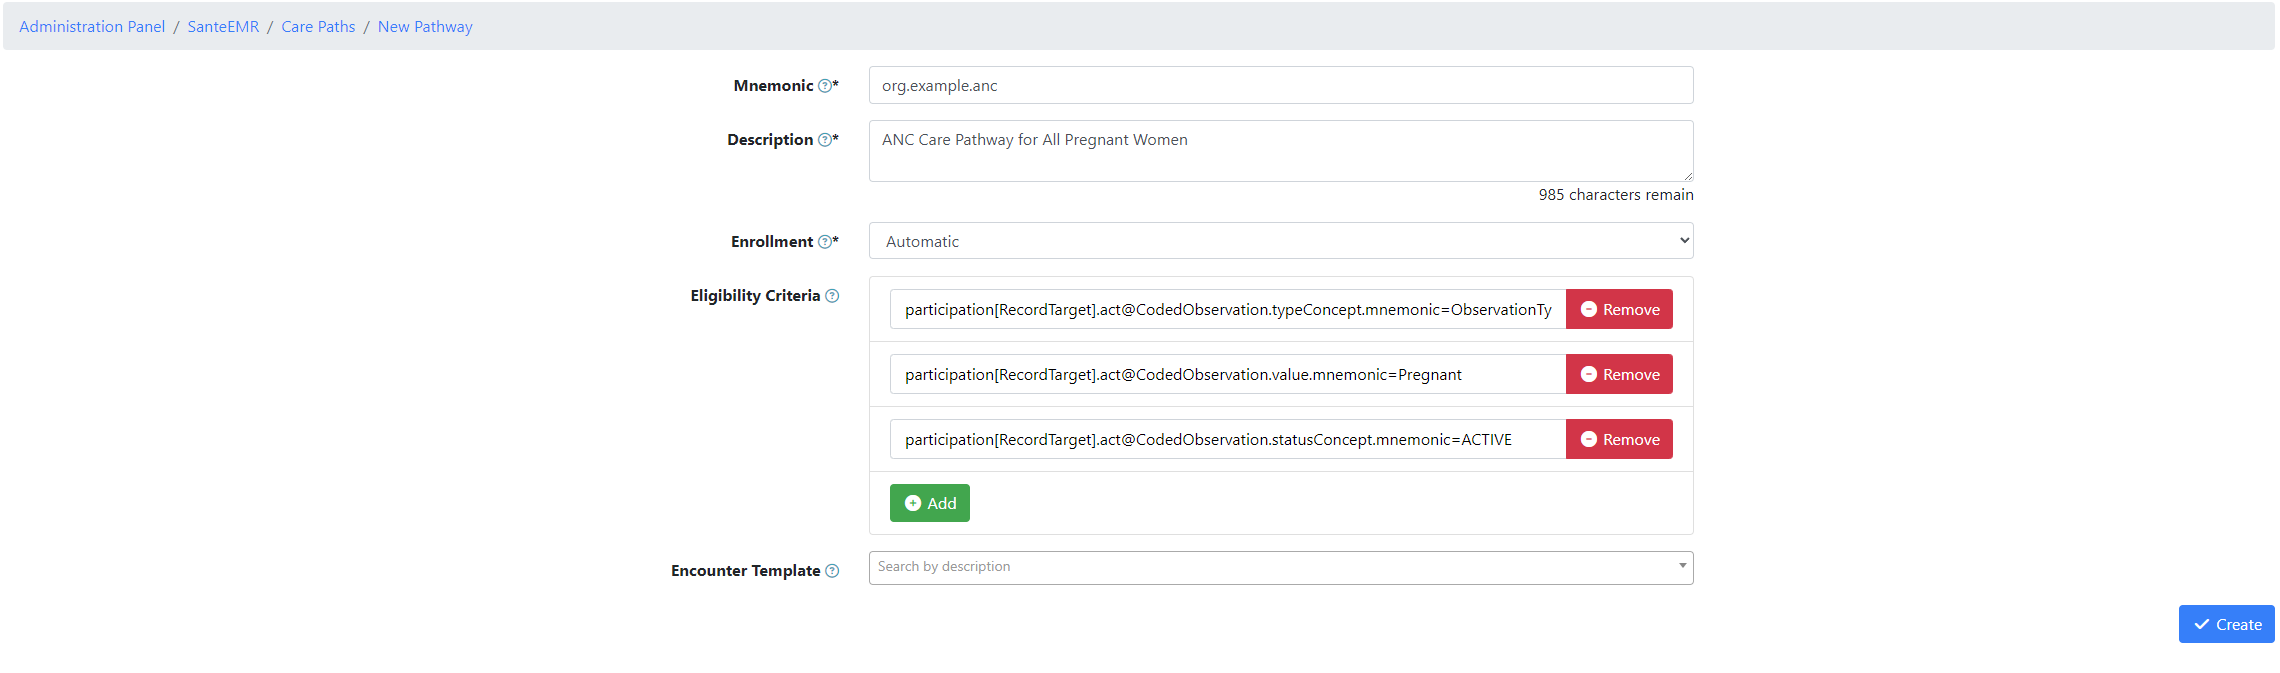 Administration Panel / SanteEMR / Care Paths / New Pathway
Mnemonic ?* org.example.anc
Description ?* ANC Care Pathway for All Pregnant Women
985 characters remain
Enrollment ?* Automatic
Eligibility Criteria ? participation[RecordTarget].act@CodedObservation.typeConcept.mnemonic=ObservationTy Remove
participation[RecordTarget].act@CodedObservation.value.mnemonic=Pregnant Remove
participation[RecordTarget].act@CodedObservation.statusConcept.mnemonic=ACTIVE Remove
Add
Encounter Template ? Search by description
Create